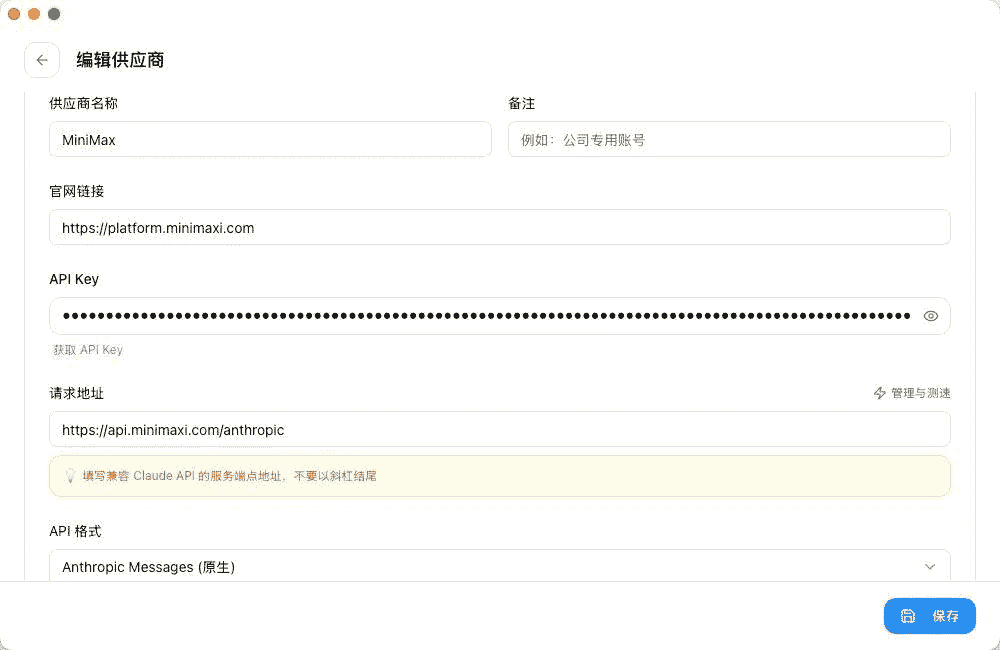 编辑供应商
供应商名称
备注
MiniMax
例如：公司专用账号
官网链接
https://platform.minimaxi.com
API Key
••••••••••••••••••••••••••••••••••••••••••••••••••••••••••••••••••••••••••••••••••••••••••••••••••
获取 API Key
请求地址
管理与测速
https://api.minimaxi.com/anthropic
💡 填写兼容 Claude API 的服务端点地址，不要以斜杠结尾
API 格式
Anthropic Messages (原生)
保存